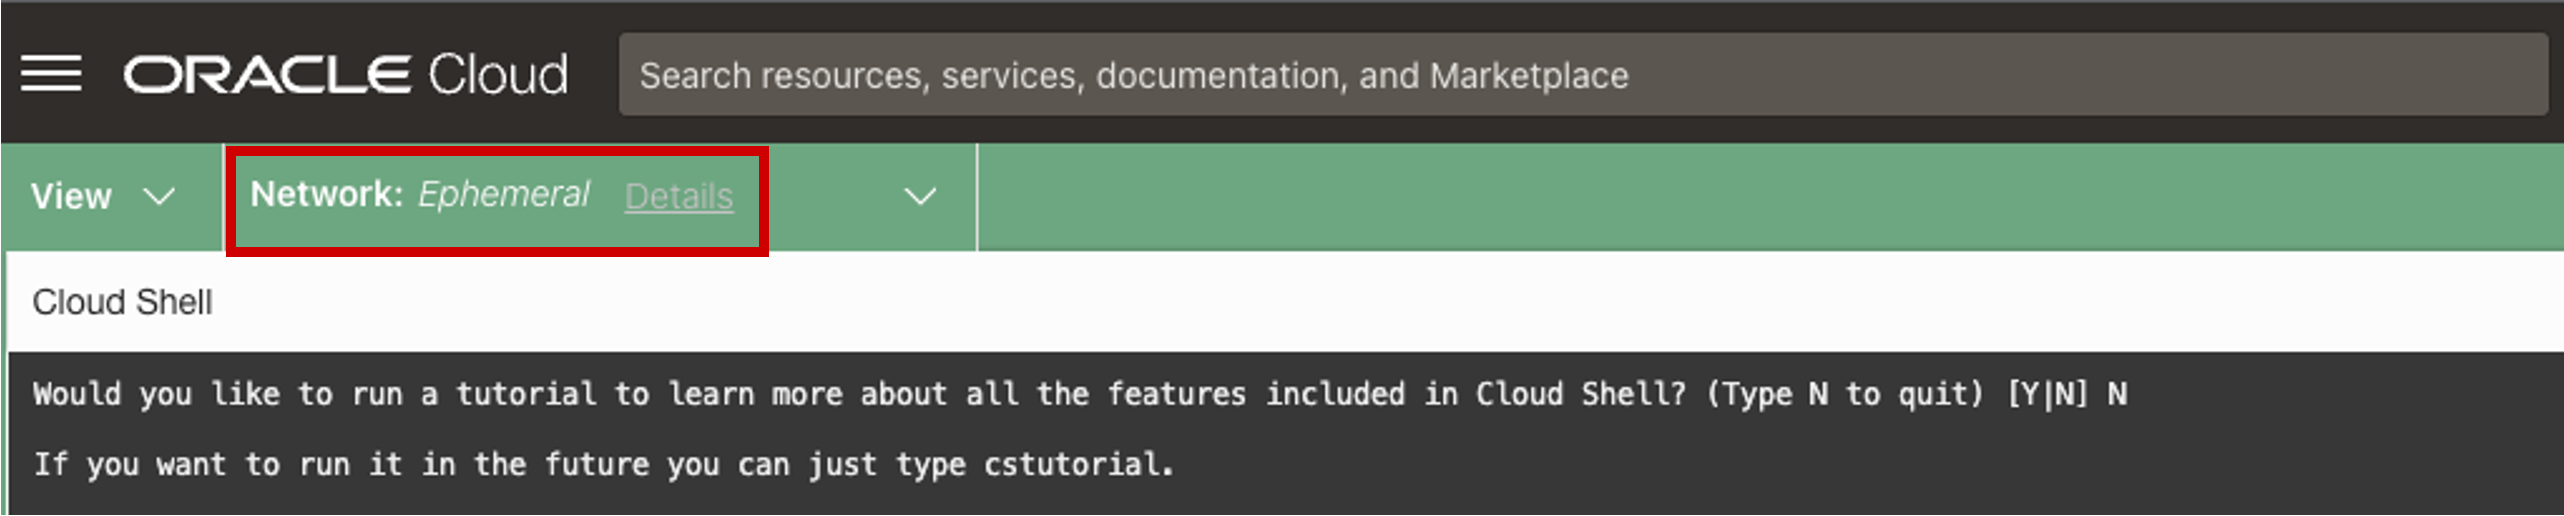 ORACLE Cloud Search resources, services, documentation, and Marketplace
View Network: Ephemeral Details
Cloud Shell
Would you like to run a tutorial to learn more about all the features included in Cloud Shell? (Type N to quit) [Y|N] N
If you want to run it in the future you can just type cstutorial.